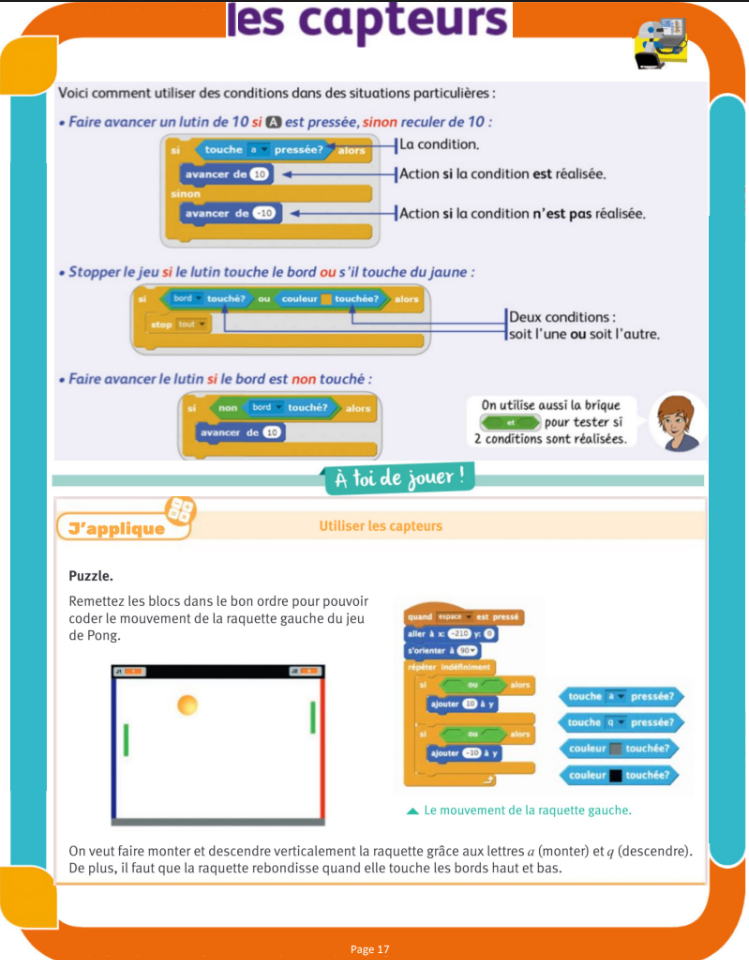 les capteurs
Voici comment utiliser des conditions dans des situations particulières :
• Faire avancer un lutin de 10 si A est pressée, sinon reculer de 10 :
si touche a pressée? alors
La condition.
avancer de 10
Action si la condition est réalisée.
sinon
avancer de -10
Action si la condition n'est pas réalisée.
• Stopper le jeu si le lutin touche le bord ou s'il touche du jaune :
si bord touché? ou couleur touchée? alors
stop tout
Deux conditions :
soit l'une ou soit l'autre.
• Faire avancer le lutin si le bord est non touché :
si non bord touché? alors
avancer de 10
On utilise aussi la brique
et pour tester si
2 conditions sont réalisées.
À toi de jouer !
J'applique
Utiliser les capteurs
Puzzle.
Remettez les blocs dans le bon ordre pour pouvoir
coder le mouvement de la raquette gauche du jeu
de Pong.
quand espace est pressé
aller à x: -210 y: 0
s'orienter à 90
répéter indéfiniment
si ou alors
ajouter 10 à y
si ou alors
ajouter -10 à y
touche a pressée?
touche q pressée?
couleur touchée?
couleur touchée?
Le mouvement de la raquette gauche.
On veut faire monter et descendre verticalement la raquette grâce aux lettres a (monter) et q (descendre).
De plus, il faut que la raquette rebondisse quand elle touche les bords haut et bas.
Page 17